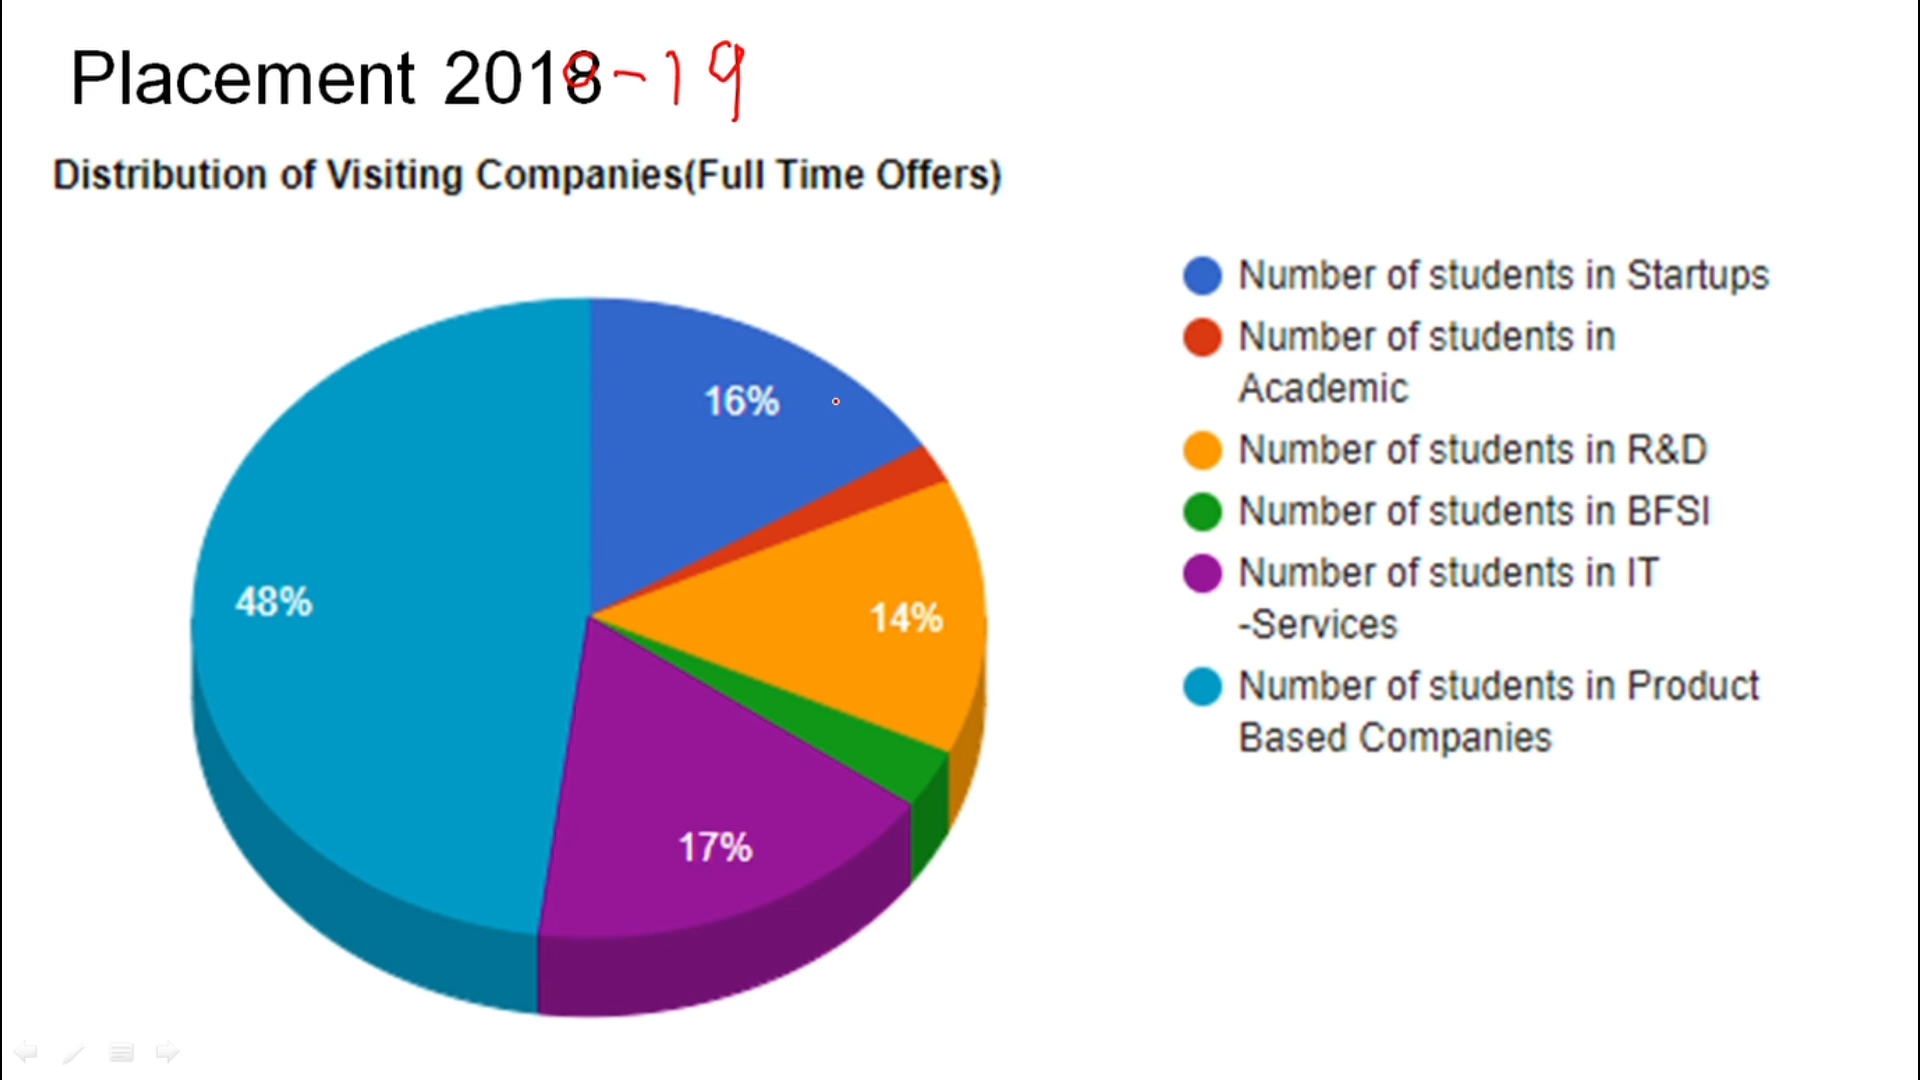 Placement 2018-19
Distribution of Visiting Companies(Full Time Offers)
16%
48%
14%
17%
Number of students in Startups
Number of students in
Academic
Number of students in R&D
Number of students in BFSI
Number of students in IT
-Services
Number of students in Product
Based Companies